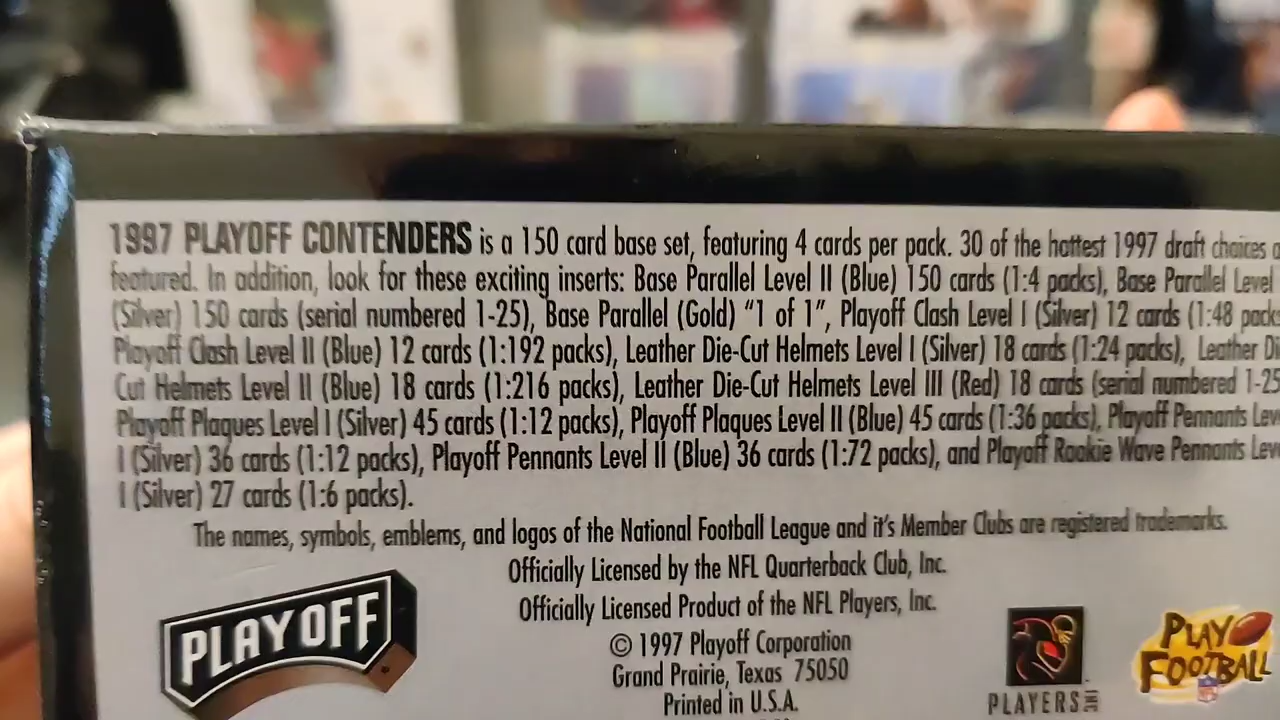 1997 PLAYOFF CONTENDERS is a 150 card base set, featuring 4 cards per pack. 30 of the hottest 1997 draft choices
featured. In addition, look for these exciting inserts: Base Parallel Level II (Blue) 150 cards (1:4 packs), Base Parallel Level
(Silver) 150 cards (serial numbered 1-25), Base Parallel (Gold) "1 of 1", Playoff Clash Level I (Silver) 12 cards (1:48 packs
Playoff Clash Level II (Blue) 12 cards (1:192 packs), Leather Die-Cut Helmets Level I (Silver) 18 cards (1:24 packs), Leather Di
Cut Helmets Level II (Blue) 18 cards (1:216 packs), Leather Die-Cut Helmets Level III (Red) 18 cards (serial numbered 1-25
Playoff Plaques Level I (Silver) 45 cards (1:12 packs), Playoff Plaques Level II (Blue) 45 cards (1:36 packs), Playoff Pennants Lev
I (Silver) 36 cards (1:12 packs), Playoff Pennants Level II (Blue) 36 cards (1:72 packs), and Playoff Rookie Wave Pennants Lev
I (Silver) 27 cards (1:6 packs).
The names, symbols, emblems, and logos of the National Football League and it's Member Clubs are registered trademarks.
Officially Licensed by the NFL Quarterback Club, Inc.
Officially Licensed Product of the NFL Players, Inc.
© 1997 Playoff Corporation
Grand Prairie, Texas 75050
Printed in U.S.A.
PLAYOFF
PLAYERS INC
PLAY
FOOTBALL
NFL